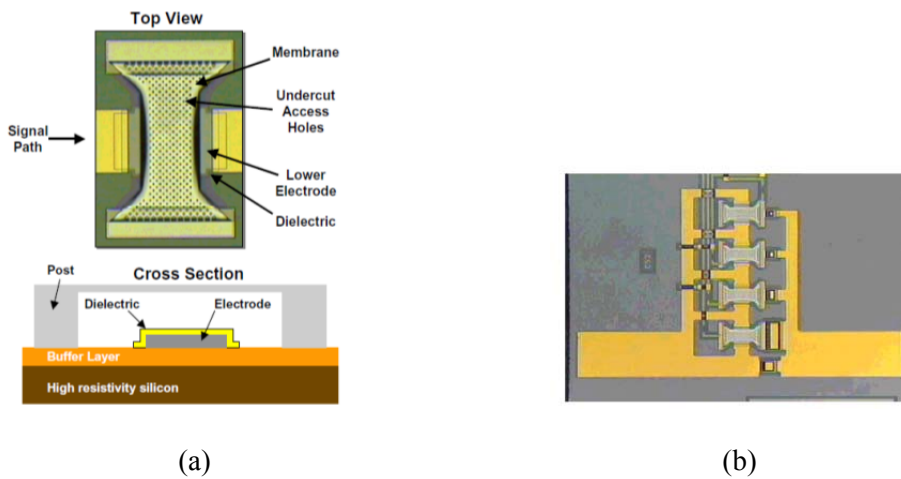 Top View
Membrane
Undercut
Access
Holes
Signal
Path
Lower
Electrode
Dielectric
Post
Cross Section
Dielectric
Electrode
Buffer Layer
High resistivity silicon
(a)
(b)